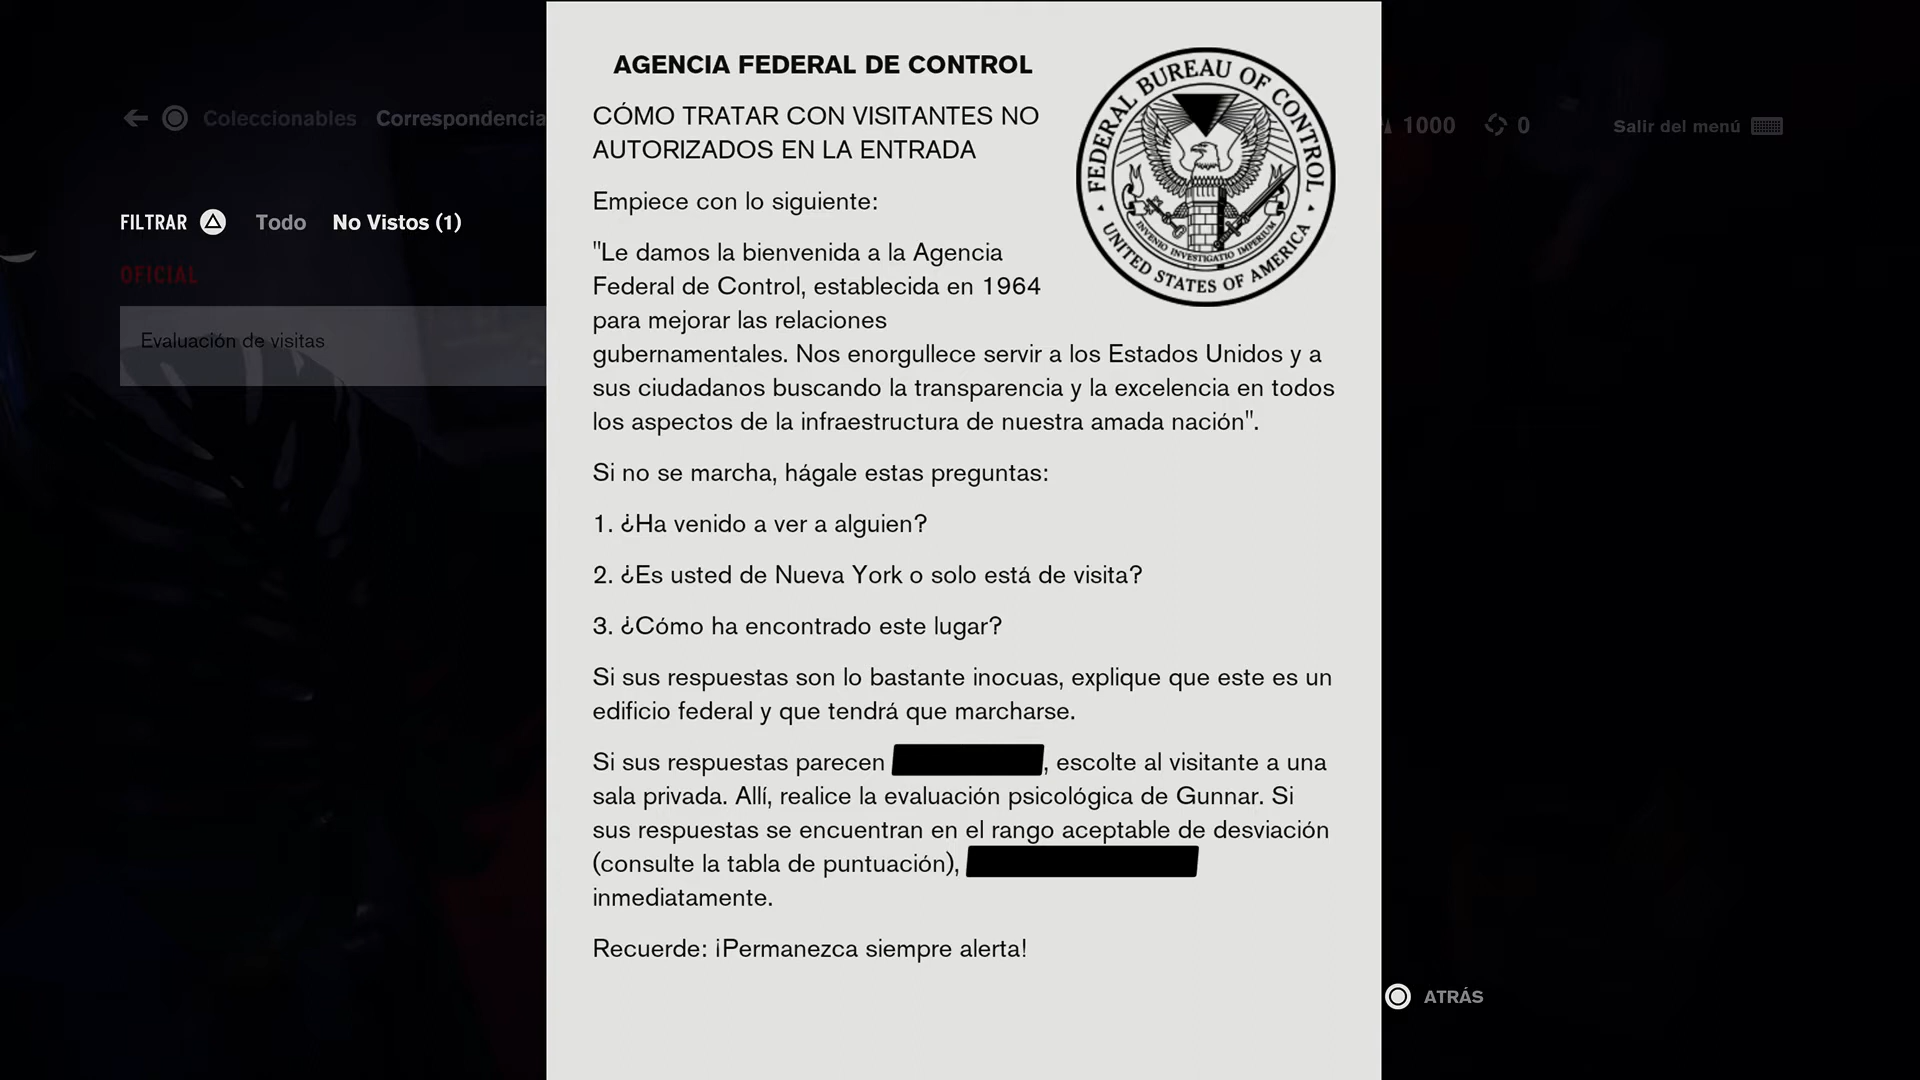 AGENCIA FEDERAL DE CONTROL
CÓMO TRATAR CON VISITANTES NO
AUTORIZADOS EN LA ENTRADA
Empiece con lo siguiente:
"Le damos la bienvenida a la Agencia
Federal de Control, establecida en 1964
para mejorar las relaciones
gubernamentales. Nos enorgullece servir a los Estados Unidos y a
sus ciudadanos buscando la transparencia y la excelencia en todos
los aspectos de la infraestructura de nuestra amada nación".
Si no se marcha, hágale estas preguntas:
1. ¿Ha venido a ver a alguien?
2. ¿Es usted de Nueva York o solo está de visita?
3. ¿Cómo ha encontrado este lugar?
Si sus respuestas son lo bastante inocuas, explique que este es un
edificio federal y que tendrá que marcharse.
Si sus respuestas parecen , escolte al visitante a una
sala privada. Allí, realice la evaluación psicológica de Gunnar. Si
sus respuestas se encuentran en el rango aceptable de desviación
(consulte la tabla de puntuación),
inmediatamente.
Recuerde: ¡Permanezca siempre alerta!
FEDERAL BUREAU OF CONTROL
INVENIO INVESTIGATIO IMPERIUM
UNITED STATES OF AMERICA
Coleccionables Correspondencia
FILTRAR Todo No Vistos (1)
OFICIAL
Evaluación de visitas
1000 0 Salir del menú
ATRÁS